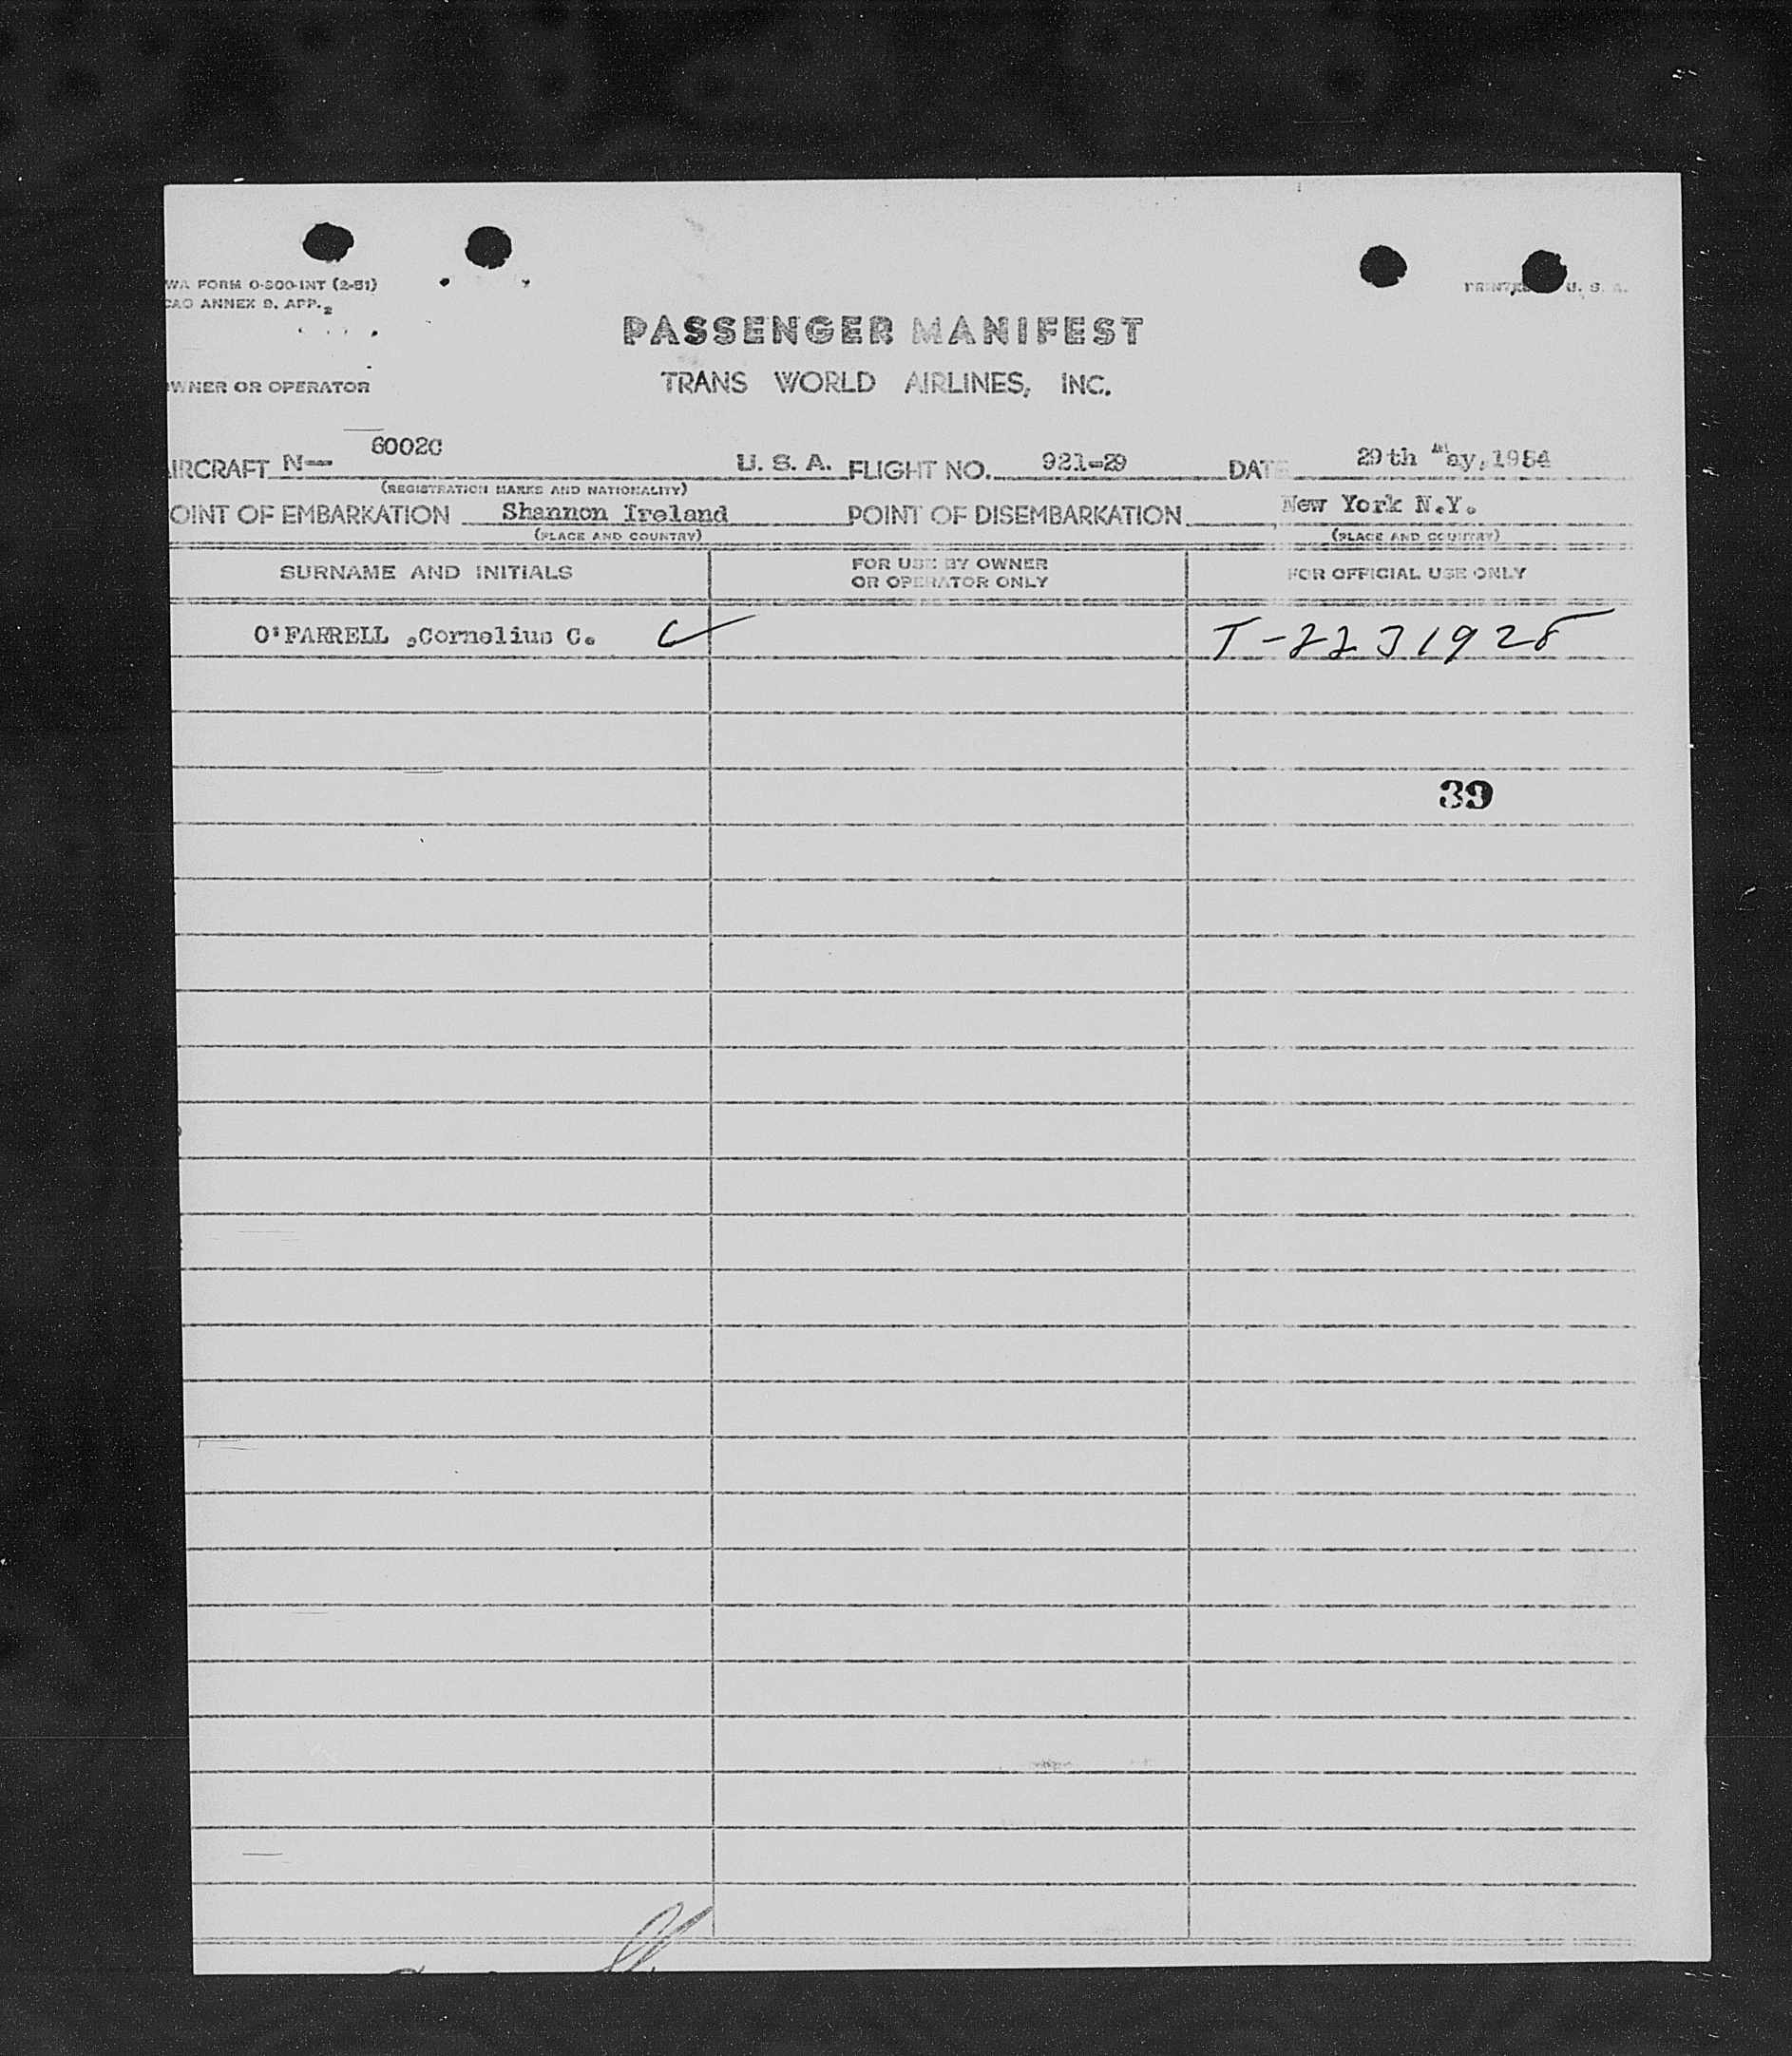 WA FORM O-800-INT (2-51)
CAO ANNEX 9, APP. 2
PRINTED U. S. A.
PASSENGER MANIFEST
WNER OR OPERATOR
TRANS WORLD AIRLINES, INC.
IRCRAFT N— 6002C U. S. A. FLIGHT NO. 921-29 DATE 29th May, 1954
(REGISTRATION MARKS AND NATIONALITY)
OINT OF EMBARKATION Shannon Ireland POINT OF DISEMBARKATION New York N.Y.
(PLACE AND COUNTRY) (PLACE AND COUNTRY)
SURNAME AND INITIALS FOR USE BY OWNER OR OPERATOR ONLY FOR OFFICIAL USE ONLY
O'FARRELL ,Cornelius C. C T-22J1928
39